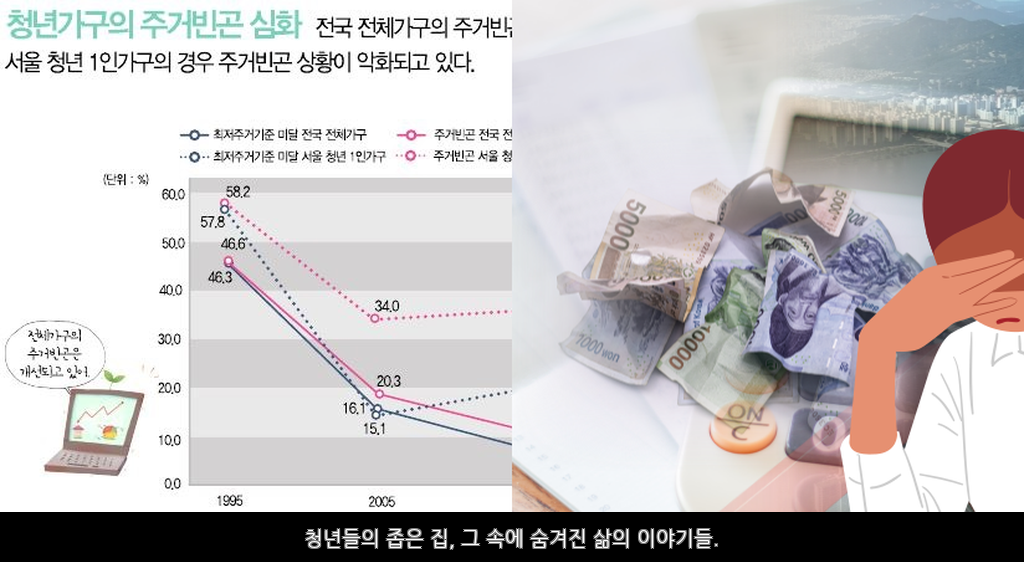 청년가구의 주거빈곤 심화 전국 전체가구의 주거빈곤
서울 청년 1인가구의 경우 주거빈곤 상황이 악화되고 있다.
최저주거기준 미달 전국 전체가구 주거빈곤 전국 전
최저주거기준 미달 서울 청년 1인가구 주거빈곤 서울 청
(단위 : %)
60.0
58.2
57.8
50.0
46.6
46.3
40.0
34.0
30.0
전체가구의
주거빈곤은
개선되고 있어.
20.0
20.3
16.1
15.1
10.0
0.0
1995
2005
5000
5000
1000 won
10000
ON
C
청년들의 좁은 집, 그 속에 숨겨진 삶의 이야기들.